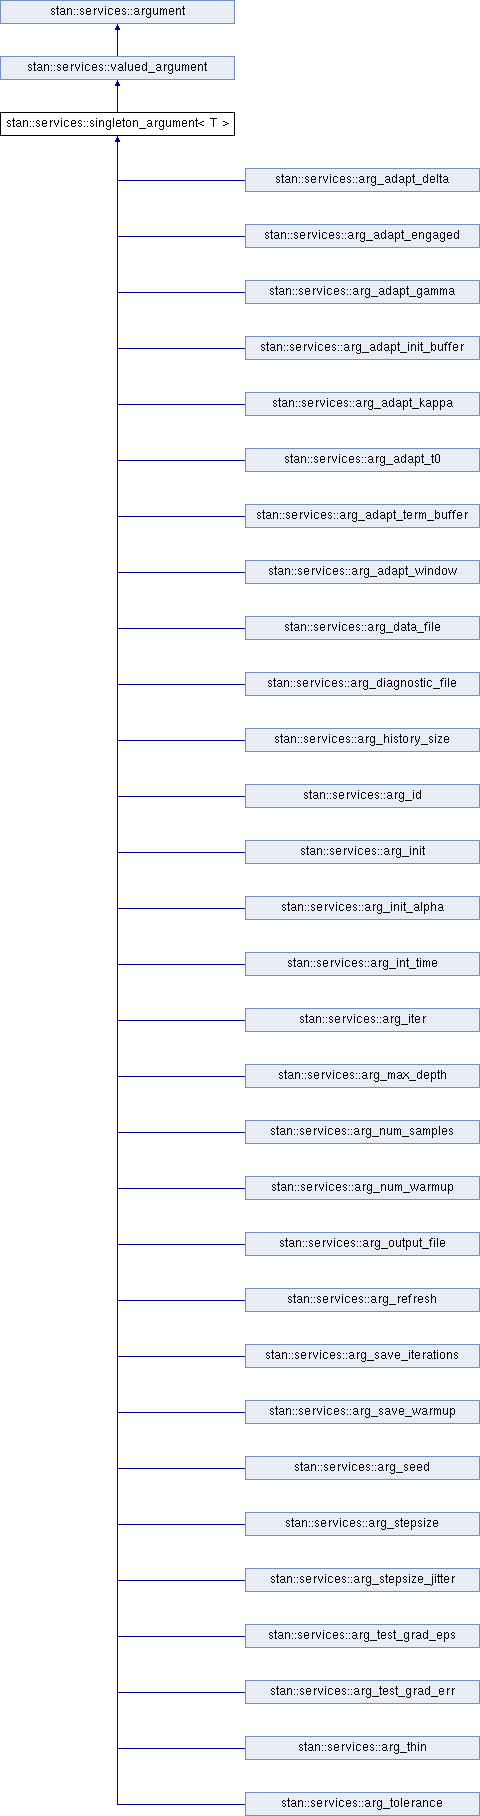 stan::services::argument
stan::services::valued_argument
stan::services::singleton_argument< T >
stan::services::arg_adapt_delta
stan::services::arg_adapt_engaged
stan::services::arg_adapt_gamma
stan::services::arg_adapt_init_buffer
stan::services::arg_adapt_kappa
stan::services::arg_adapt_t0
stan::services::arg_adapt_term_buffer
stan::services::arg_adapt_window
stan::services::arg_data_file
stan::services::arg_diagnostic_file
stan::services::arg_history_size
stan::services::arg_id
stan::services::arg_init
stan::services::arg_init_alpha
stan::services::arg_int_time
stan::services::arg_iter
stan::services::arg_max_depth
stan::services::arg_num_samples
stan::services::arg_num_warmup
stan::services::arg_output_file
stan::services::arg_refresh
stan::services::arg_save_iterations
stan::services::arg_save_warmup
stan::services::arg_seed
stan::services::arg_stepsize
stan::services::arg_stepsize_jitter
stan::services::arg_test_grad_eps
stan::services::arg_test_grad_err
stan::services::arg_thin
stan::services::arg_tolerance